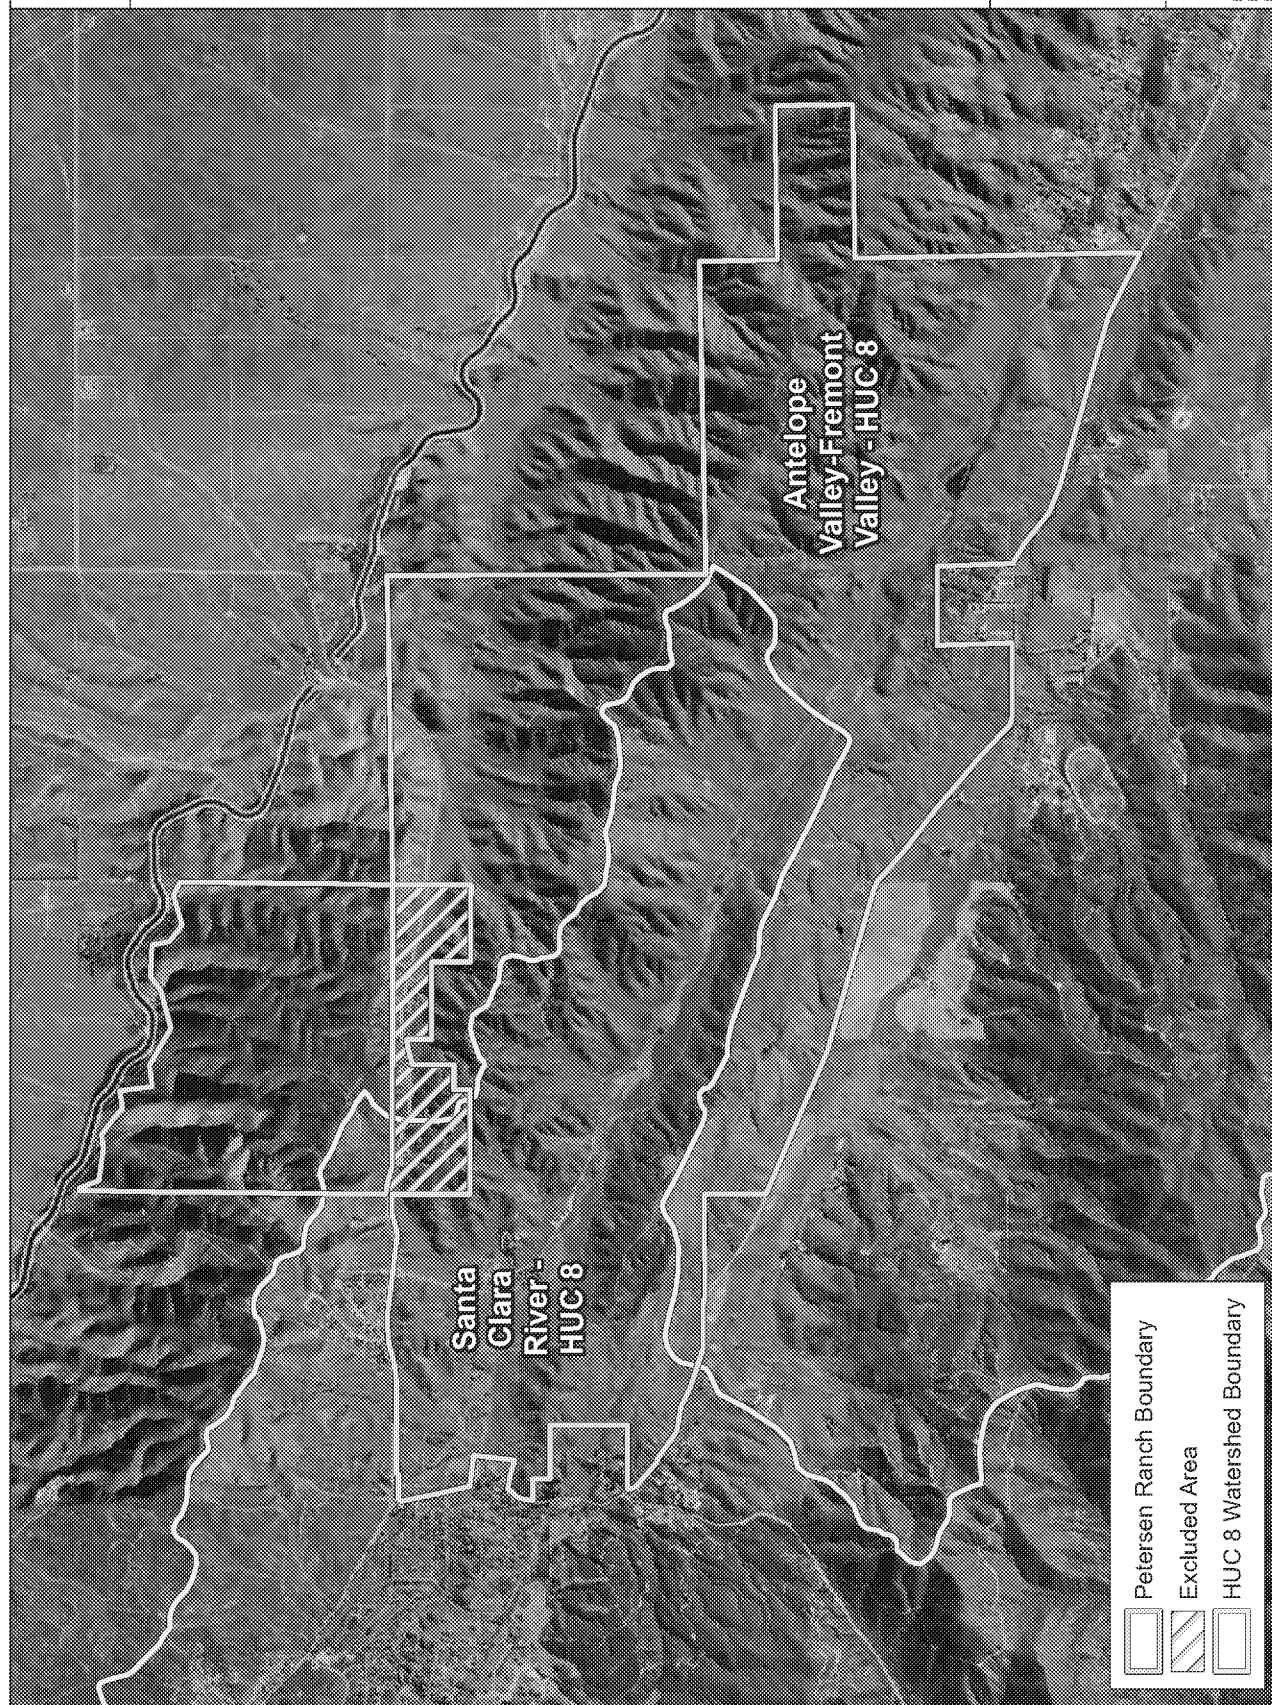 Santa
Clara
River -
HUC 8
Antelope
Valley-Fremont
Valley - HUC 8
Petersen Ranch Boundary
Excluded Area
HUC 8 Watershed Boundary